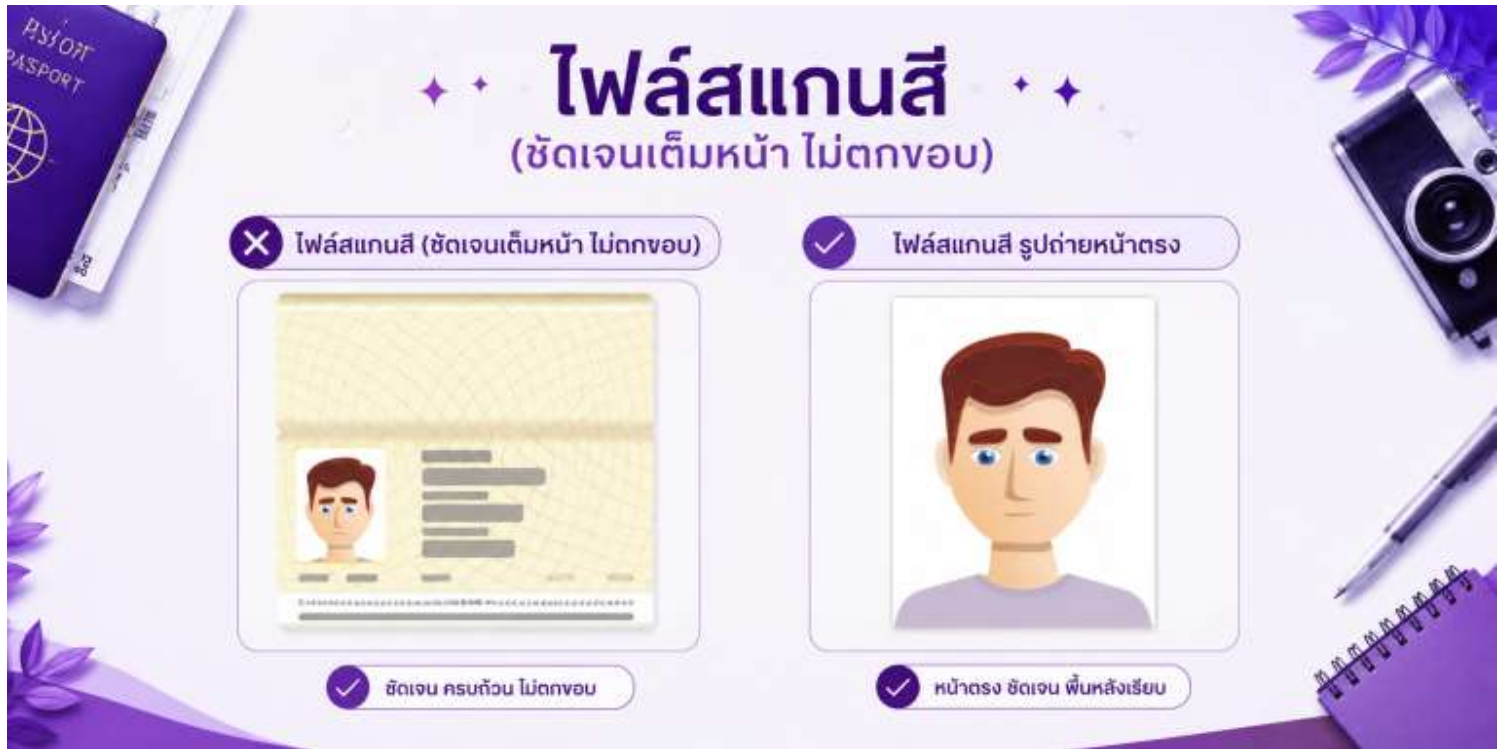 ไฟล์สแกนสี
(ชัดเจนเต็มหน้า ไม่ตกขอบ)
ไฟล์สแกนสี (ชัดเจนเต็มหน้า ไม่ตกขอบ)
ไฟล์สแกนสี รูปถ่ายหน้าตรง
ชัดเจน ครบถ้วน ไม่ตกขอบ
หน้าตรง ชัดเจน พื้นหลังเรียบ